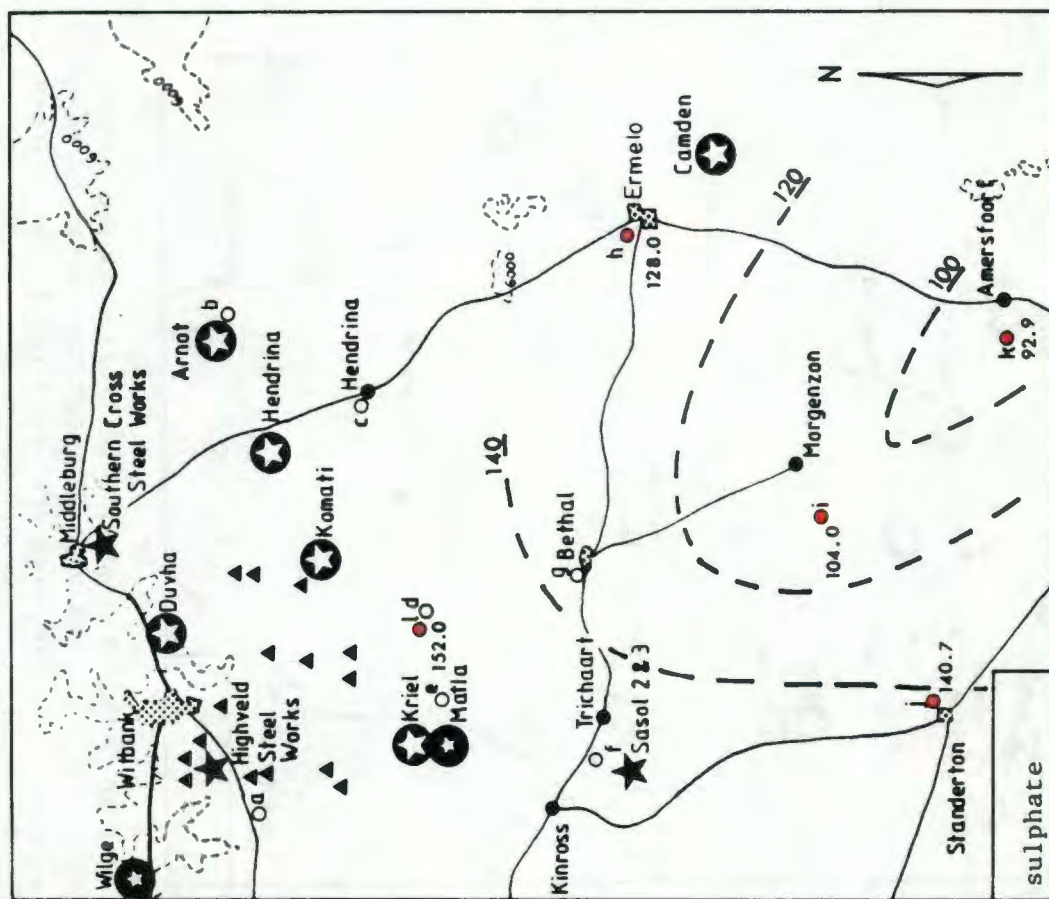 6000
6000
Middleburg
Southern Cross
Steel Works
Duvha
Witbank
Wilge
Highveld
Steel
Works
a
Arnot
b
Hendrina
Hendrina
c
Komati
6000
N
Ermelo
h
128.0
Camden
140
120
100
l
d
152.0
e
Kriel
Matla
g
Bethal
Trichaart
f
Sasol 2 & 3
Kinross
Morgenzon
i
104.0
Amersfoort
k
92.9
j
140.7
Standerton
sulphate